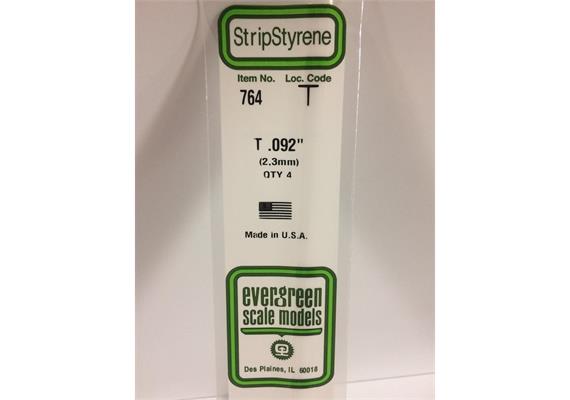 StripStyrene
Item No. Loc. Code
764 T
T .092"
(2.3mm)
QTY 4
Made in U.S.A.
evergreen
scale models
Des Plaines, IL 60018